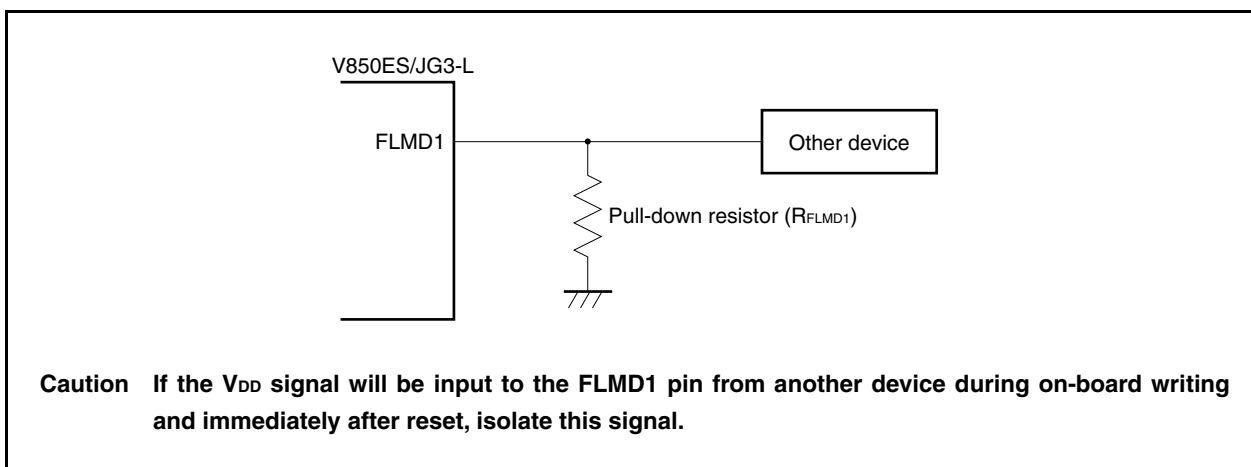 V850ES/JG3-L
FLMD1
Other device
Pull-down resistor (RFLMD1)
Caution If the VDD signal will be input to the FLMD1 pin from another device during on-board writing
and immediately after reset, isolate this signal.